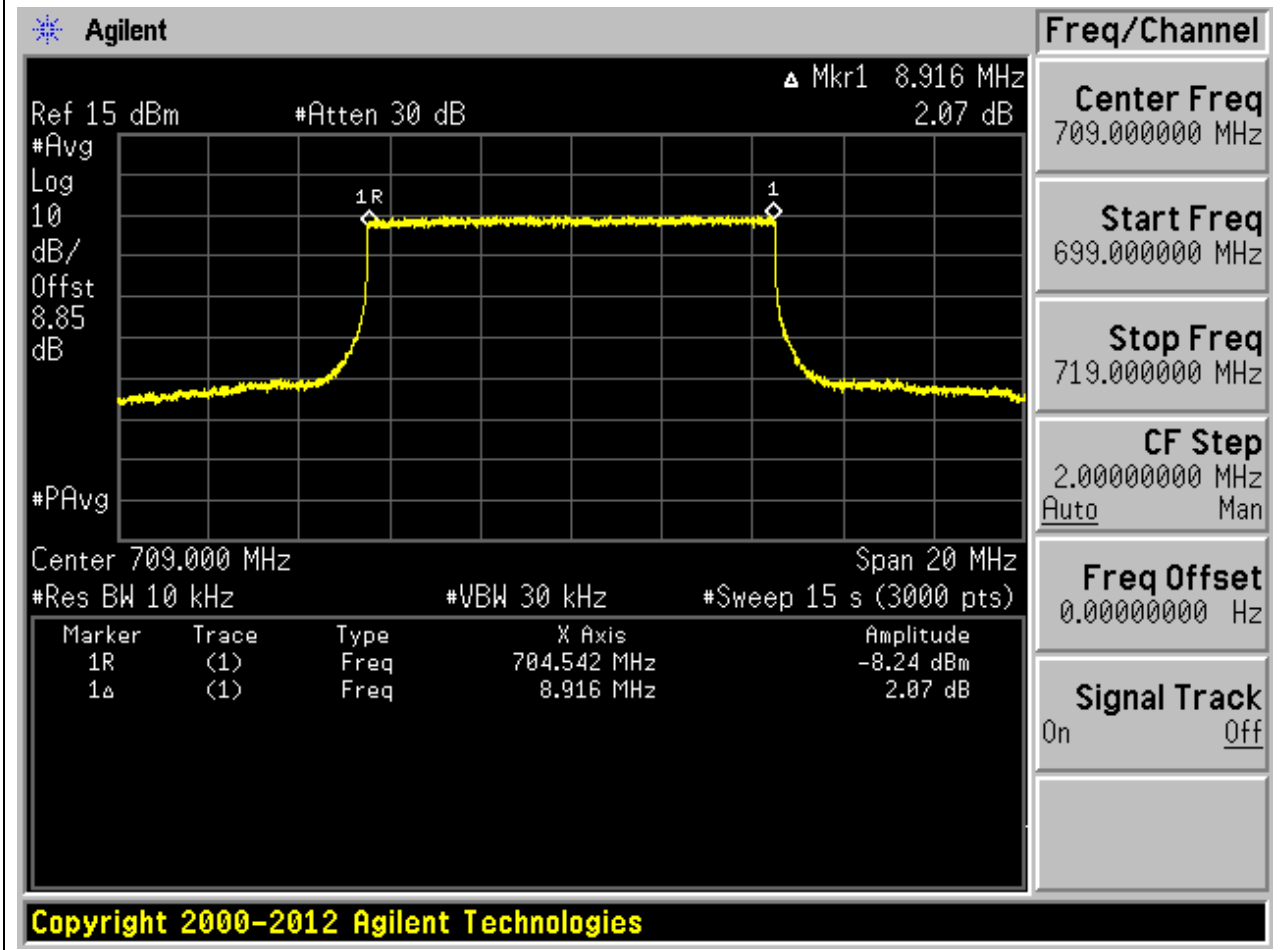 Agilent
Freq/Channel
Δ Mkr1 8.916 MHz
Ref 15 dBm #Atten 30 dB 2.07 dB
#Avg
Log
10
dB/
Offst
8.85
dB
1R
1
#PAvg
Center 709.000 MHz Span 20 MHz
#Res BW 10 kHz #VBW 30 kHz #Sweep 15 s (3000 pts)
Marker Trace Type X Axis Amplitude
1R (1) Freq 704.542 MHz -8.24 dBm
1Δ (1) Freq 8.916 MHz 2.07 dB
Center Freq
709.000000 MHz
Start Freq
699.000000 MHz
Stop Freq
719.000000 MHz
CF Step
2.00000000 MHz
Auto Man
Freq Offset
0.00000000 Hz
Signal Track
On Off
Copyright 2000-2012 Agilent Technologies